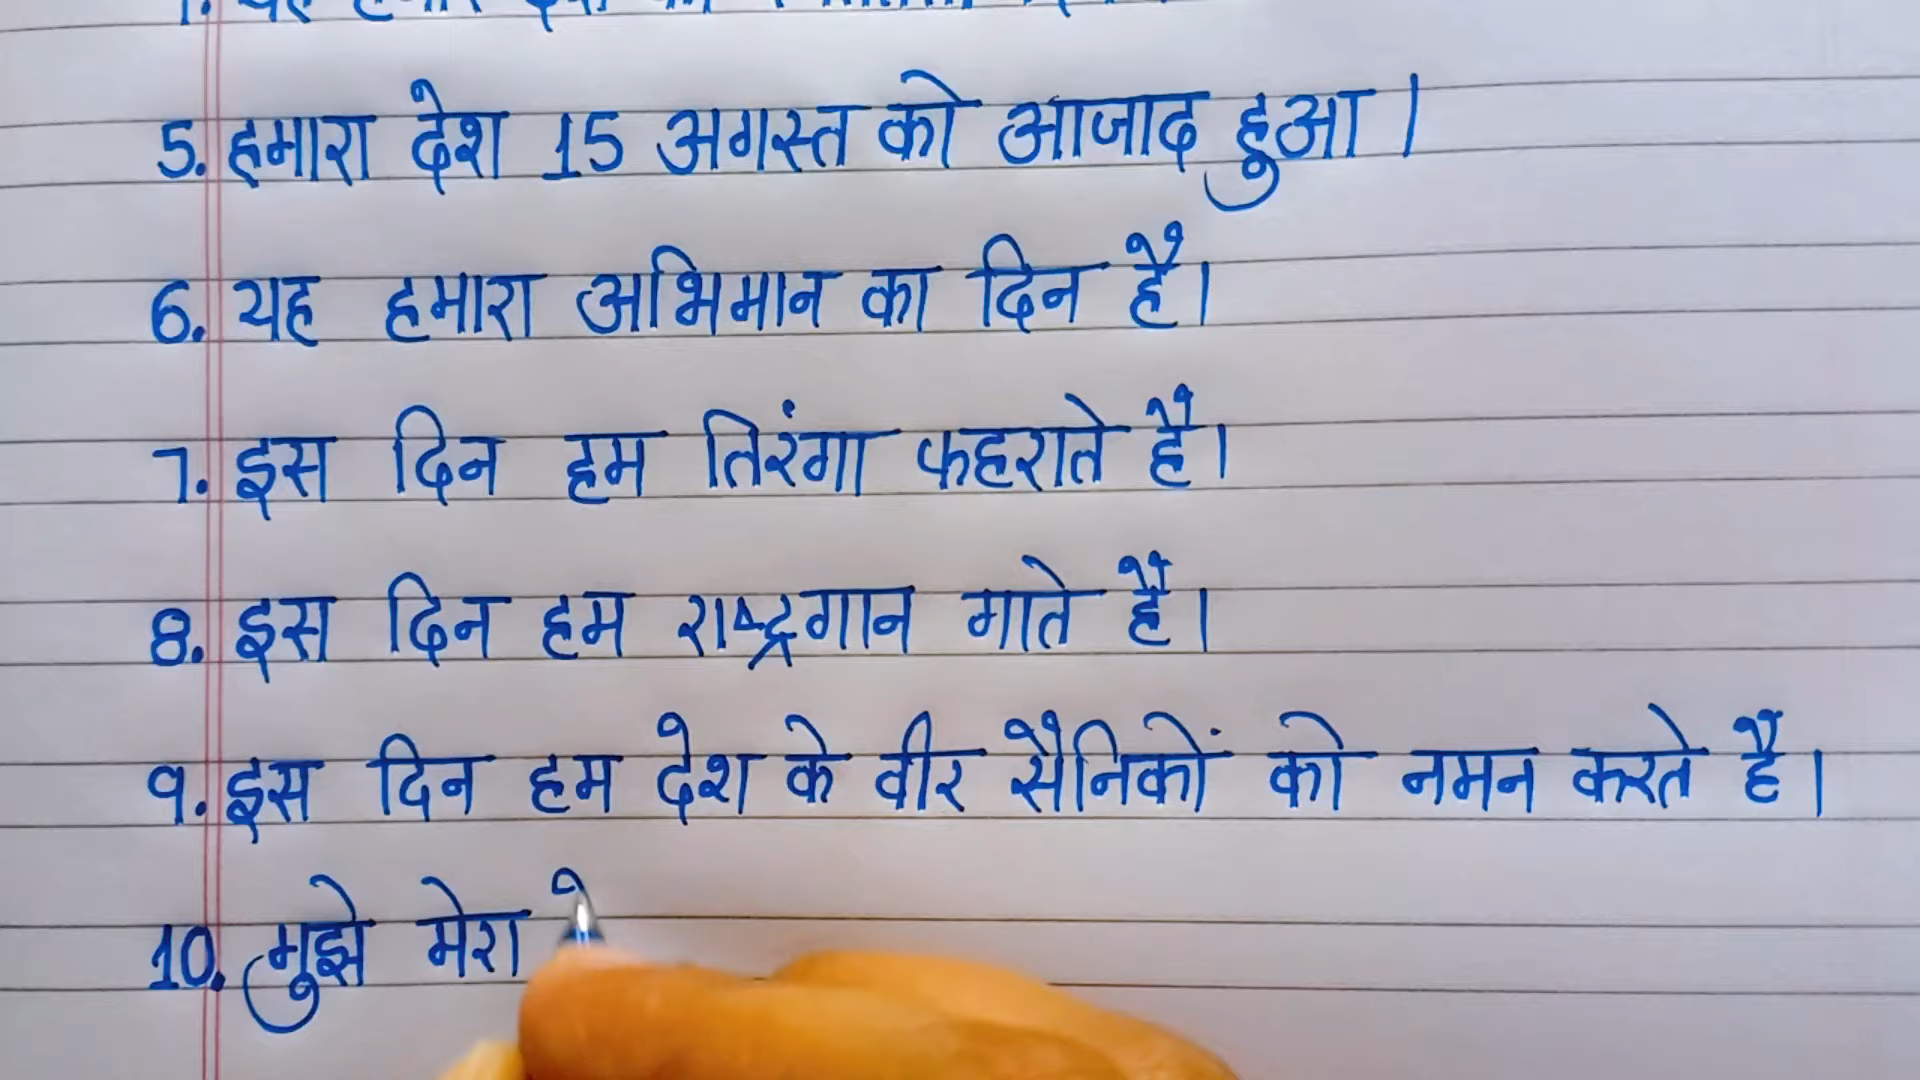 5. हमारा देश 15 अगस्त को आजाद हुआ।
6. यह हमारा अभिमान का दिन है।
7. इस दिन हम तिरंगा फहराते है।
8. इस दिन हम राष्ट्रगान गाते है।
9. इस दिन हम देश के वीर सैनिकों को नमन करते है।
10. मुझे मेरा